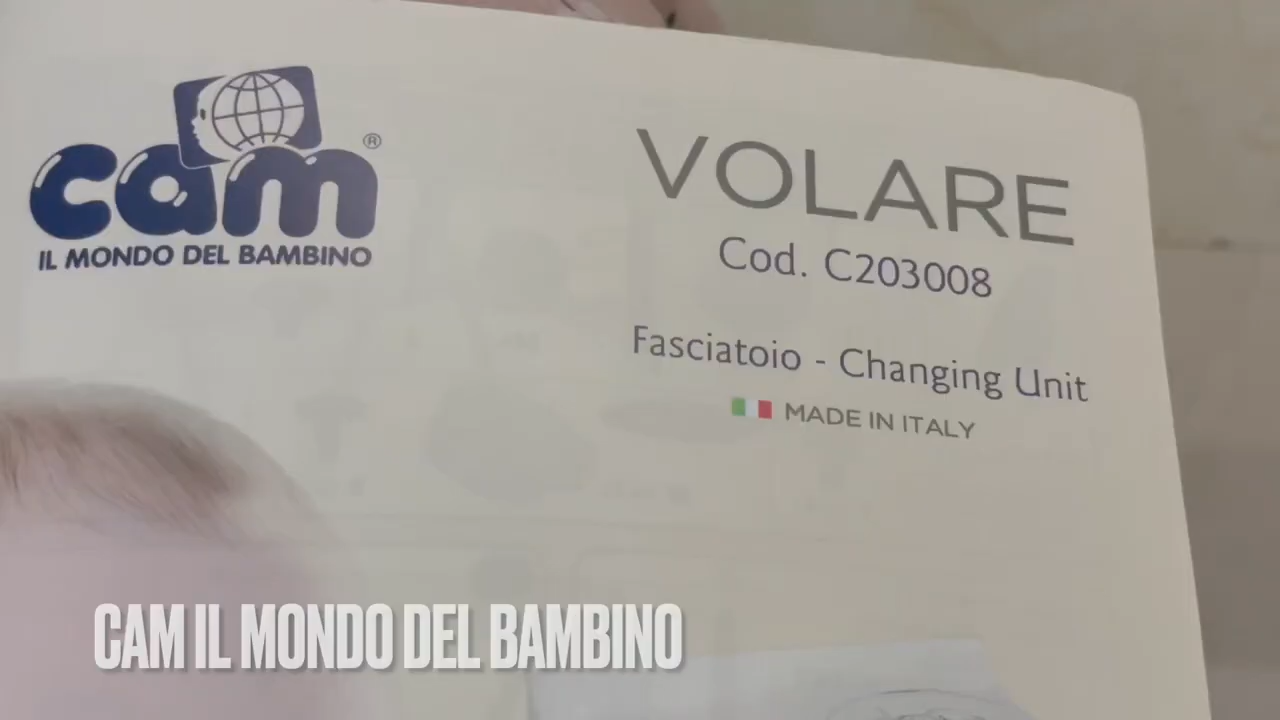 cam®
IL MONDO DEL BAMBINO
VOLARE
Cod. C203008
Fasciatoio - Changing Unit
MADE IN ITALY
CAM IL MONDO DEL BAMBINO